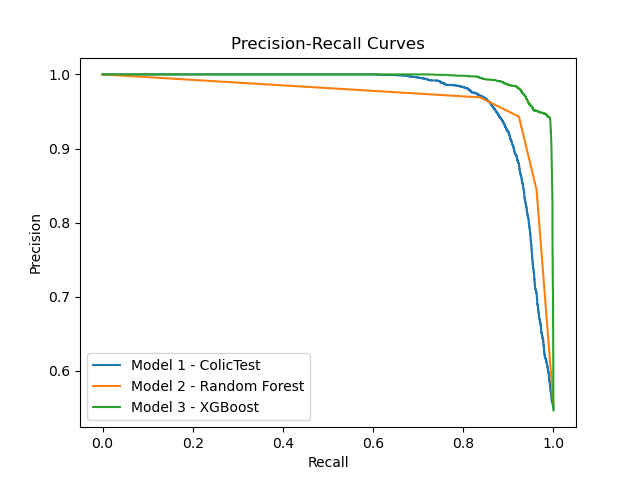 Precision-Recall Curves
1.0
0.9
0.8
0.7
0.6
Precision
Model 1 - ColicTest
Model 2 - Random Forest
Model 3 - XGBoost
0.0 0.2 0.4 0.6 0.8 1.0
Recall